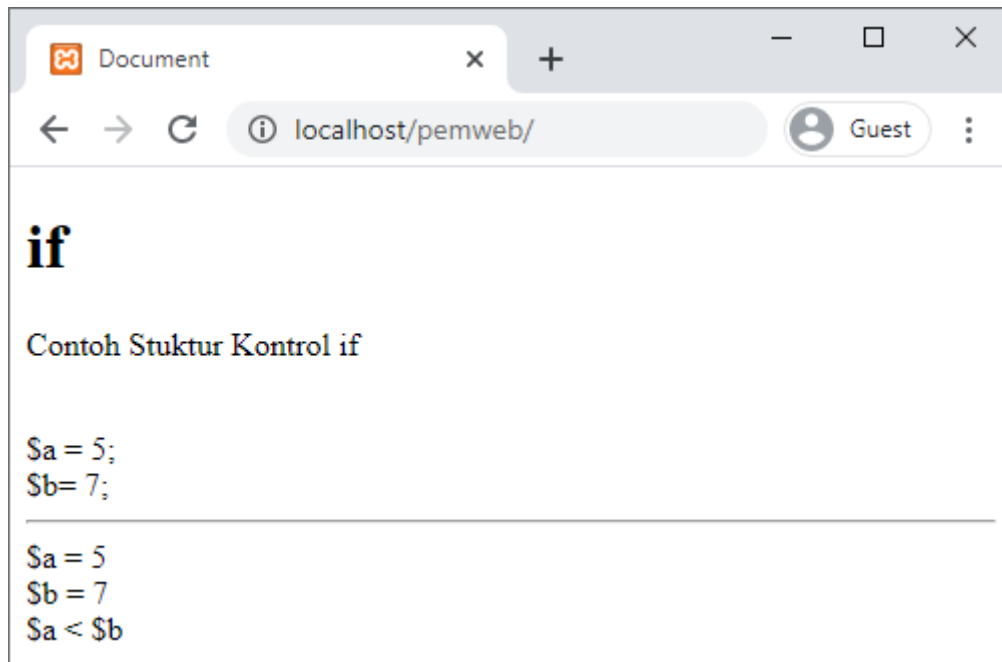 Document
localhost/pemweb/
Guest
if
Contoh Stuktur Kontrol if
$a = 5;
$b= 7;
$a = 5
$b = 7
$a < $b